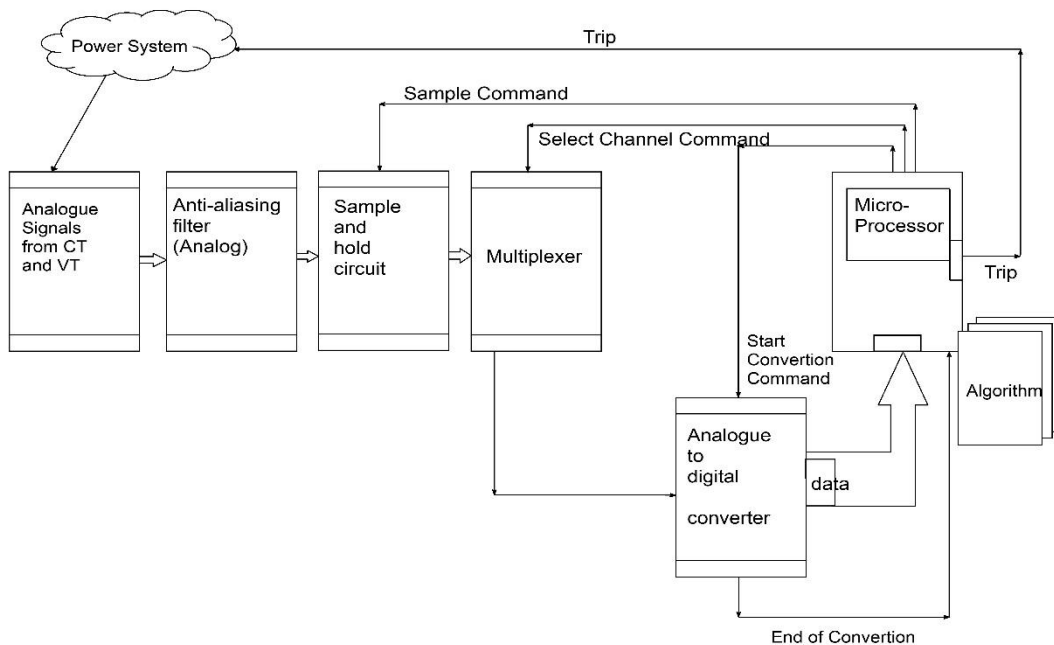 Power System
Trip
Sample Command
Select Channel Command
Analogue
Signals
from CT
and VT
Anti-aliasing
filter
(Analog)
Sample
and
hold
circuit
Multiplexer
Micro-
Processor
Trip
Start
Convertion
Command
Algorithm
Analogue
to
digital
converter
data
End of Convertion